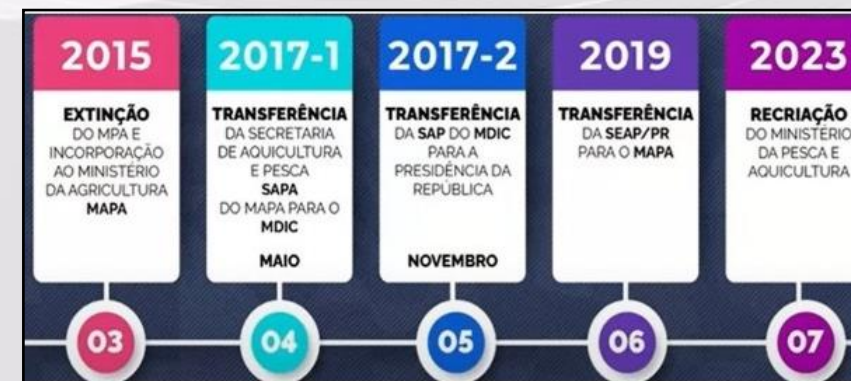 2015
EXTINÇÃO
DO MPA E
INCORPORAÇÃO
AO MINISTÉRIO
DA AGRICULTURA
MAPA
03
2017-1
TRANSFERÊNCIA
DA SECRETARIA
DE AQUICULTURA
E PESCA
SAPA
DO MAPA PARA O
MDIC
MAIO
04
2017-2
TRANSFERÊNCIA
DA SAP DO MDIC
PARA A
PRESIDÊNCIA DA
REPÚBLICA
NOVEMBRO
05
2019
TRANSFERÊNCIA
DA SEAP/PR
PARA O MAPA
06
2023
RECRIAÇÃO
DO MINISTÉRIO
DA PESCA E
AQUICULTURA
07